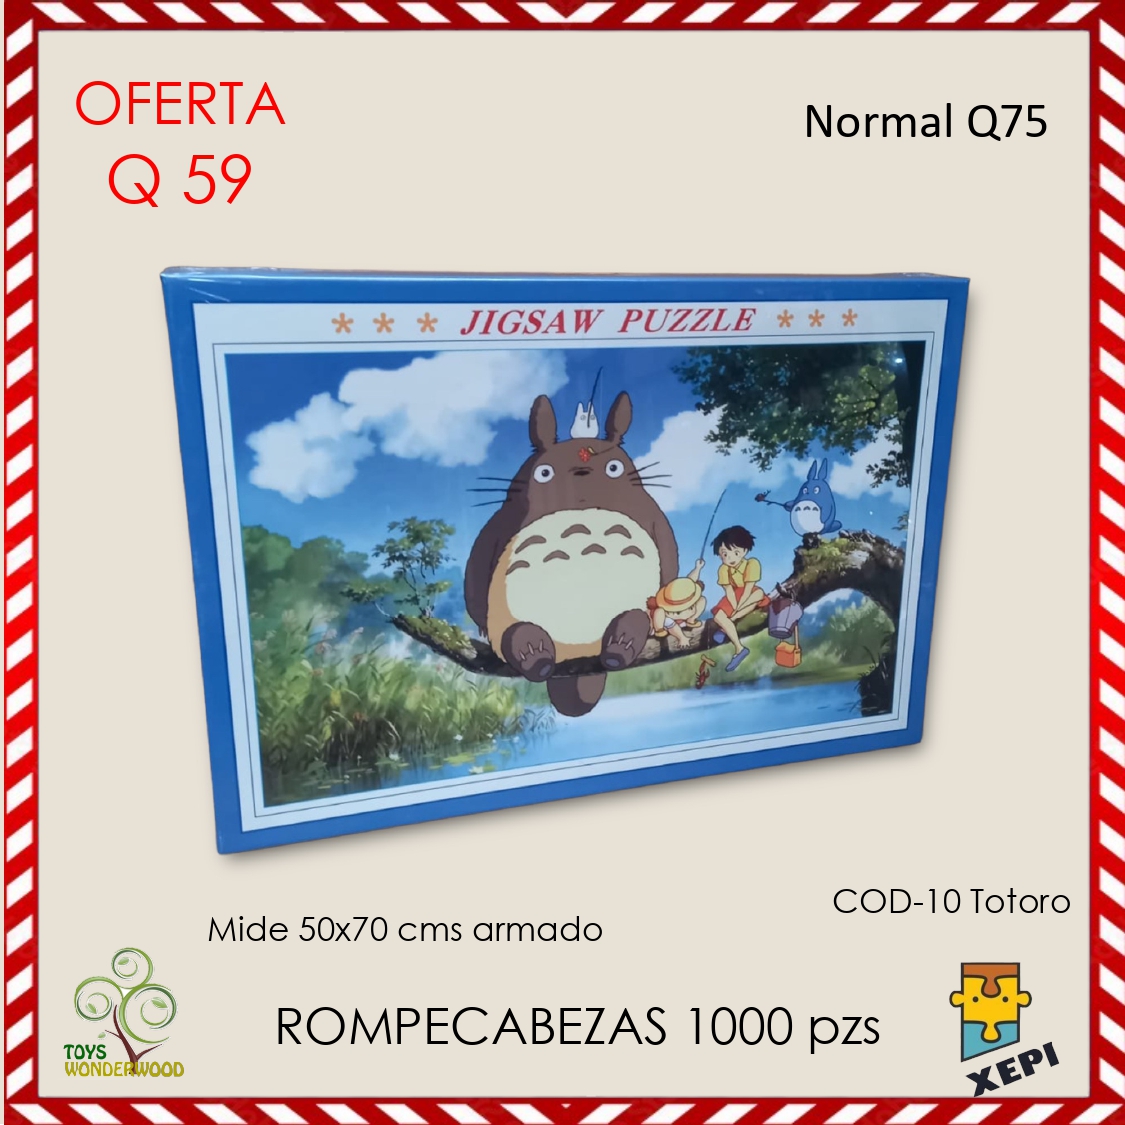 OFERTA
Q 59
Normal Q75
* * * JIGSAW PUZZLE * * *
COD-10 Totoro
Mide 50x70 cms armado
ROMPECABEZAS 1000 pzs
TOYS
WONDERWOOD
XEPI